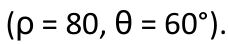 (ρ = 80, θ = 60°).